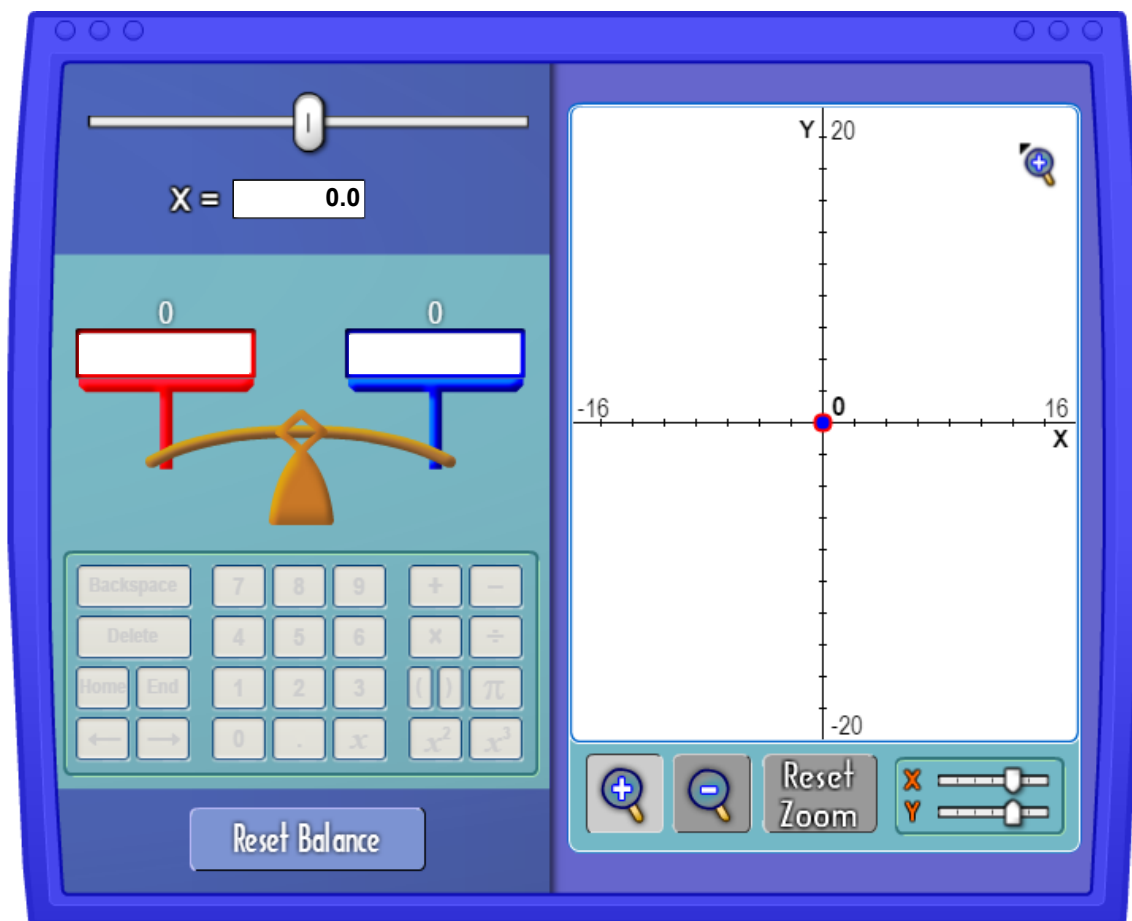 X = 0.0
0 0
Backspace 7 8 9 + −
Delete 4 5 6 × ÷
Home End 1 2 3 ( ) π
← → 0 . x x² x³
Reset Balance
Y 20
-16 0 16
X
-20
Reset
Zoom
X
Y